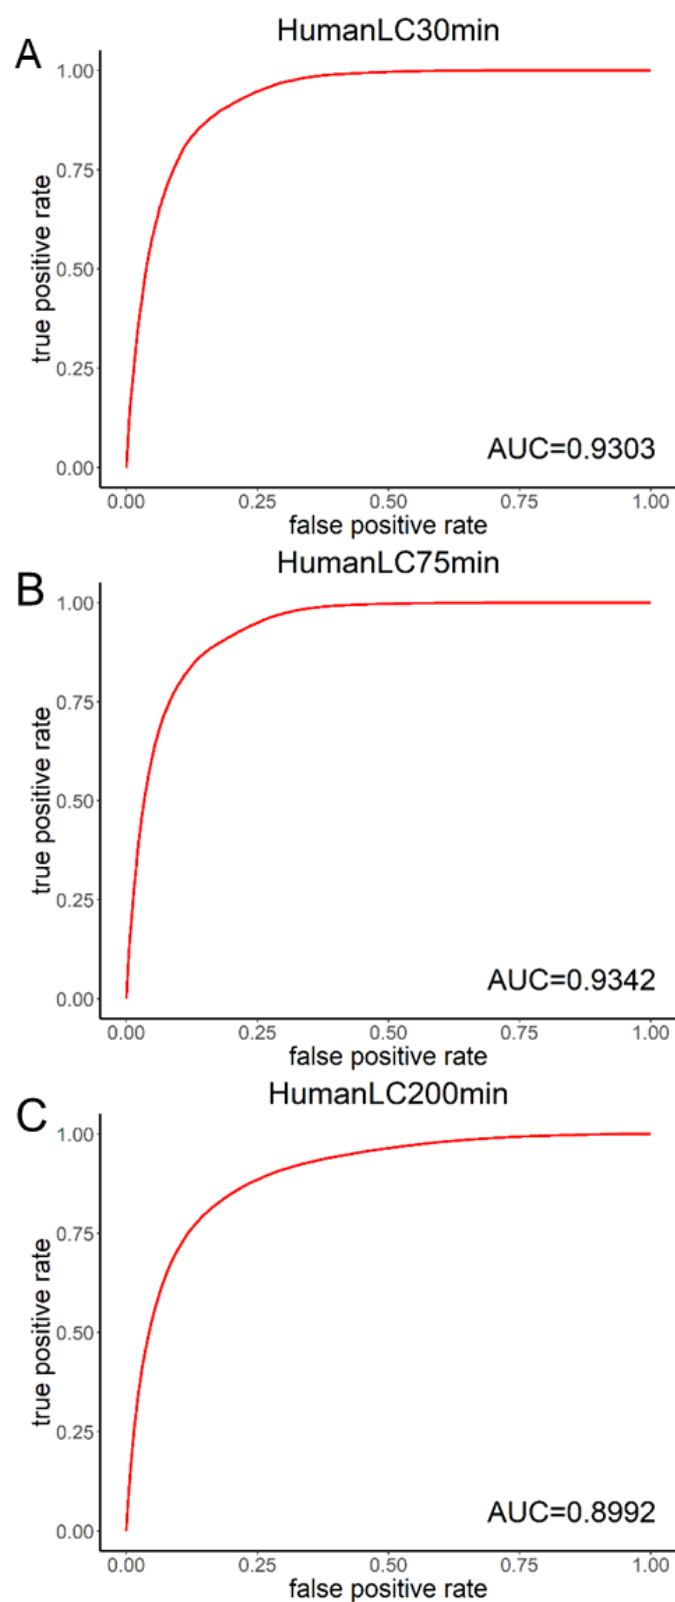 A
HumanLC30min
true positive rate
1.00
0.75
0.50
0.25
0.00
AUC=0.9303
0.00 0.25 0.50 0.75 1.00
false positive rate
B
HumanLC75min
true positive rate
1.00
0.75
0.50
0.25
0.00
AUC=0.9342
0.00 0.25 0.50 0.75 1.00
false positive rate
C
HumanLC200min
true positive rate
1.00
0.75
0.50
0.25
0.00
AUC=0.8992
0.00 0.25 0.50 0.75 1.00
false positive rate